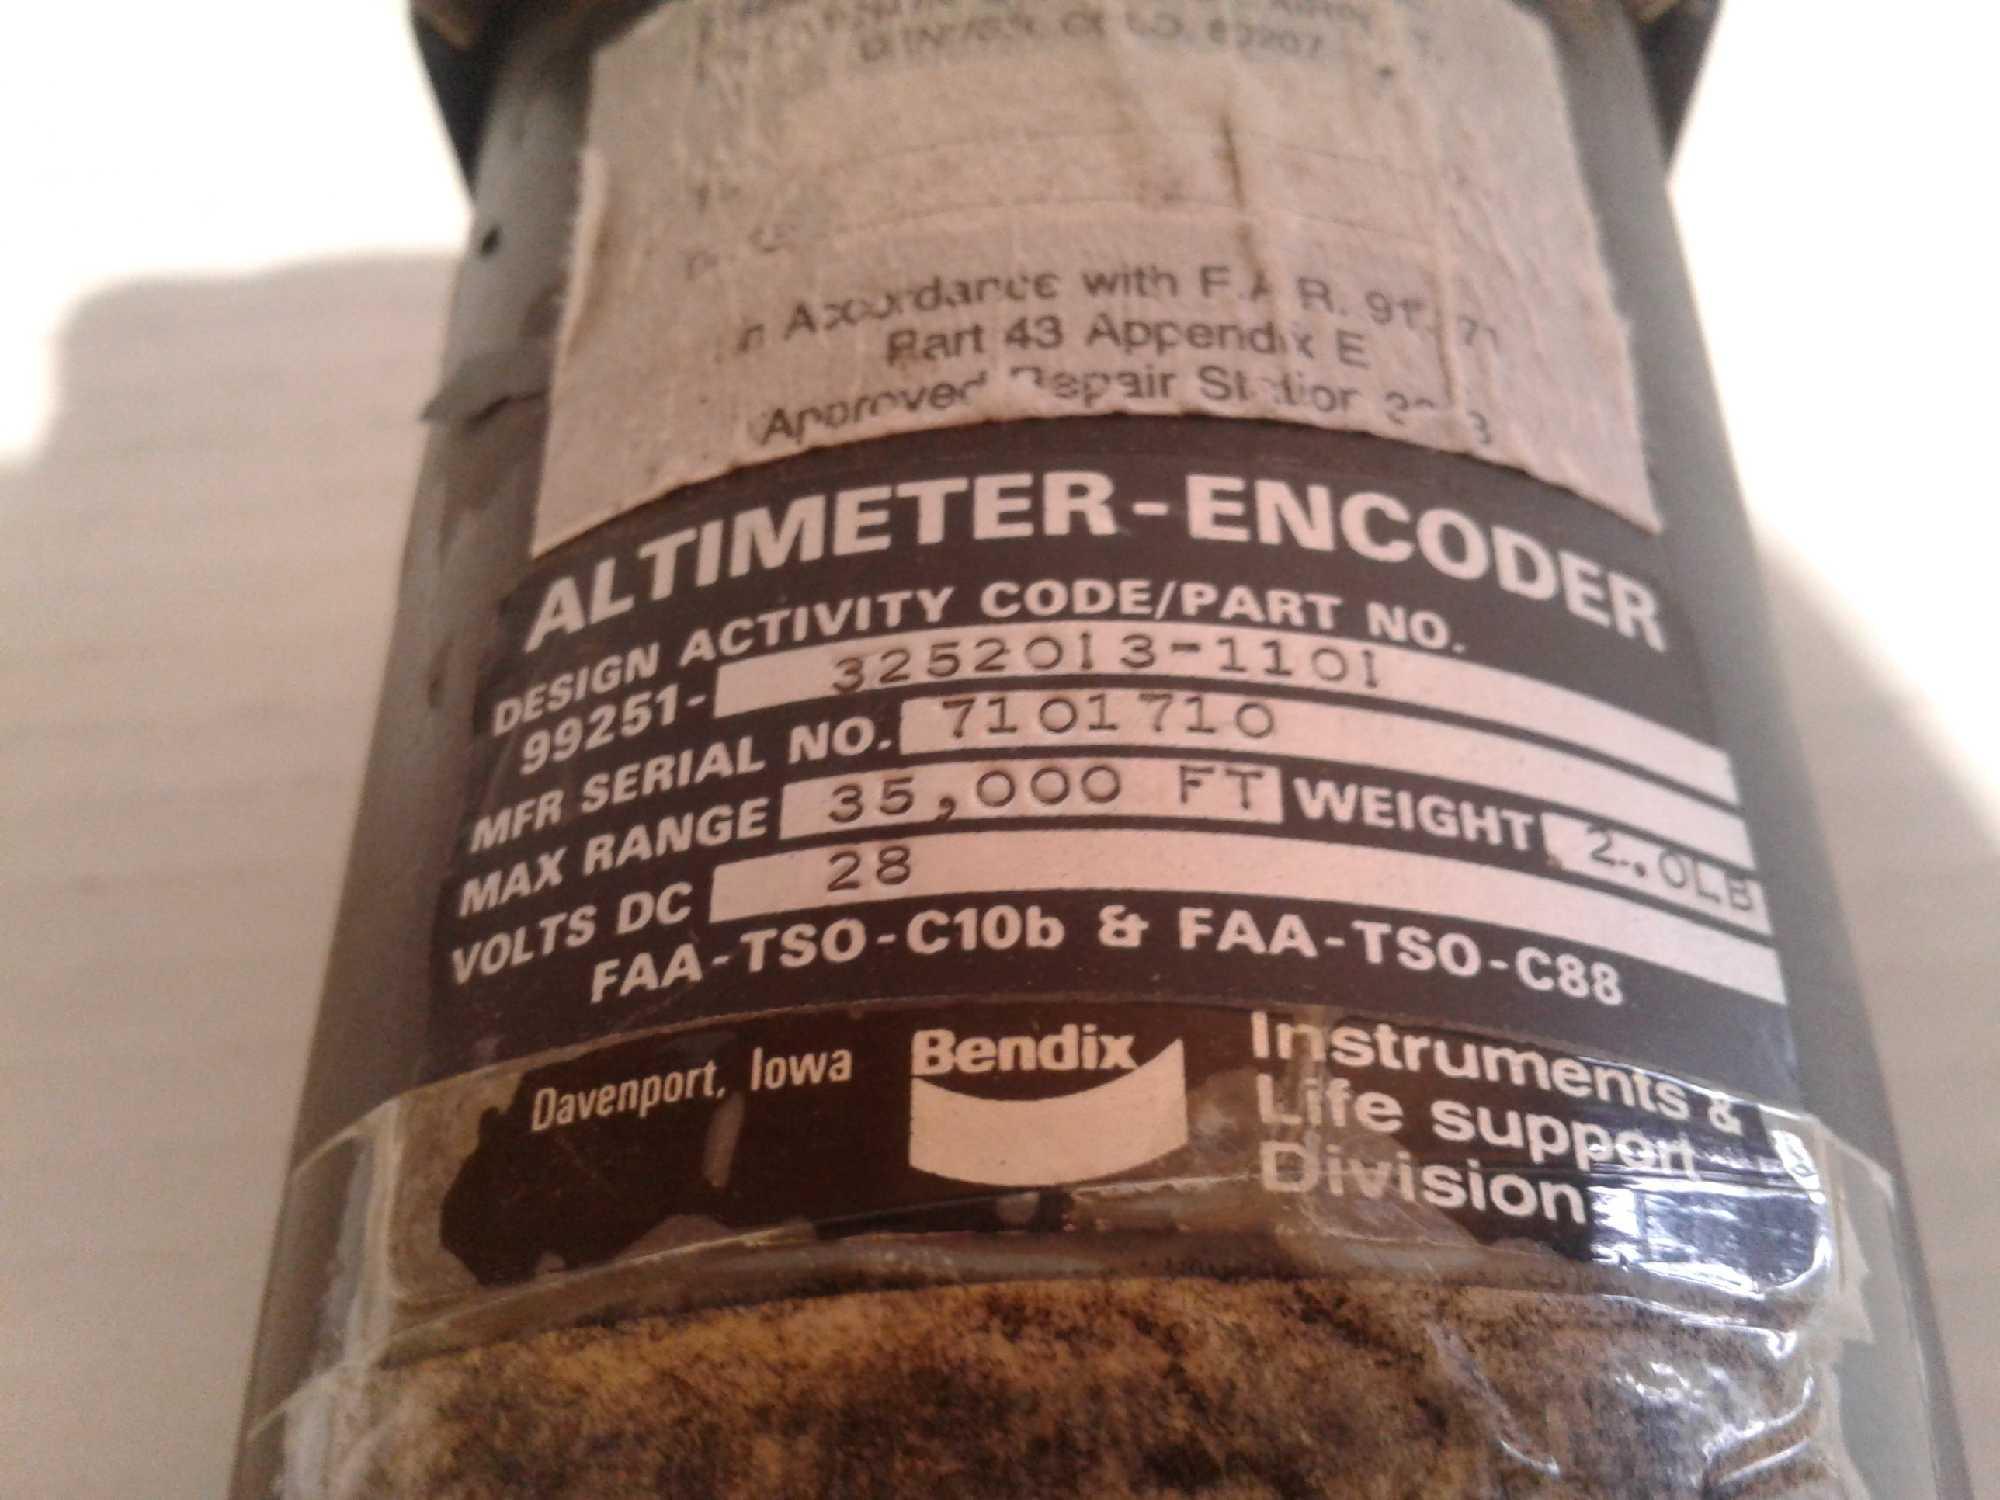 Accordance with F.A.R. 91.
Part 43 Appendix E
Approved Repair Station
ALTIMETER-ENCODER
DESIGN ACTIVITY CODE/PART NO.
99251- 3252013-1101
MFR SERIAL NO. 7101710
MAX RANGE 35,000 FT WEIGHT 2.0LB
VOLTS DC 28
FAA-TSO-C10b & FAA-TSO-C88
Davenport, Iowa
Bendix
Instruments &
Life support
Division